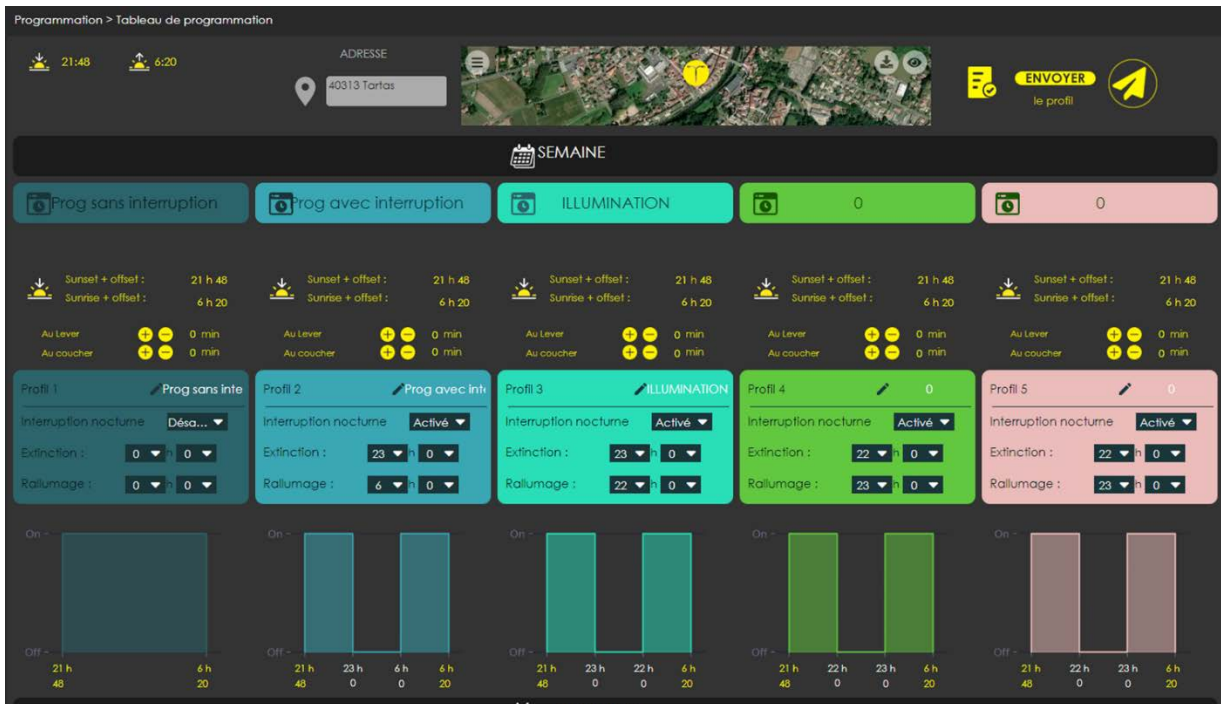 Programmation > Tableau de programmation
21:48 6:20
ADRESSE
40313 Tartas
ENVOYER
le profil
SEMAINE
Prog sans interruption Prog avec interruption ILLUMINATION 0 0
Sunset + offset : 21 h 48 Sunset + offset : 21 h 48 Sunset + offset : 21 h 48 Sunset + offset : 21 h 48 Sunset + offset : 21 h 48
Sunrise + offset : 6 h 20 Sunrise + offset : 6 h 20 Sunrise + offset : 6 h 20 Sunrise + offset : 6 h 20 Sunrise + offset : 6 h 20
Au Lever + - 0 min Au Lever + - 0 min Au Lever + - 0 min Au Lever + - 0 min Au Lever + - 0 min
Au coucher + - 0 min Au coucher + - 0 min Au coucher + - 0 min Au coucher + - 0 min Au coucher + - 0 min
Profil 1 Prog sans inte Profil 2 Prog avec inte Profil 3 ILLUMINATION Profil 4 0 Profil 5 0
Interruption nocturne Désa... Interruption nocturne Activé Interruption nocturne Activé Interruption nocturne Activé Interruption nocturne Activé
Extinction : 0 h 0 Extinction : 23 h 0 Extinction : 23 h 0 Extinction : 22 h 0 Extinction : 22 h 0
Rallumage : 0 h 0 Rallumage : 6 h 0 Rallumage : 22 h 0 Rallumage : 23 h 0 Rallumage : 23 h 0
On On On On On
Off Off Off Off Off
21 h 6 h 21 h 23 h 6 h 6 h 21 h 23 h 22 h 6 h 21 h 22 h 23 h 6 h 21 h 22 h 23 h 6 h
48 20 48 0 0 20 48 0 0 20 48 0 0 20 48 0 0 20